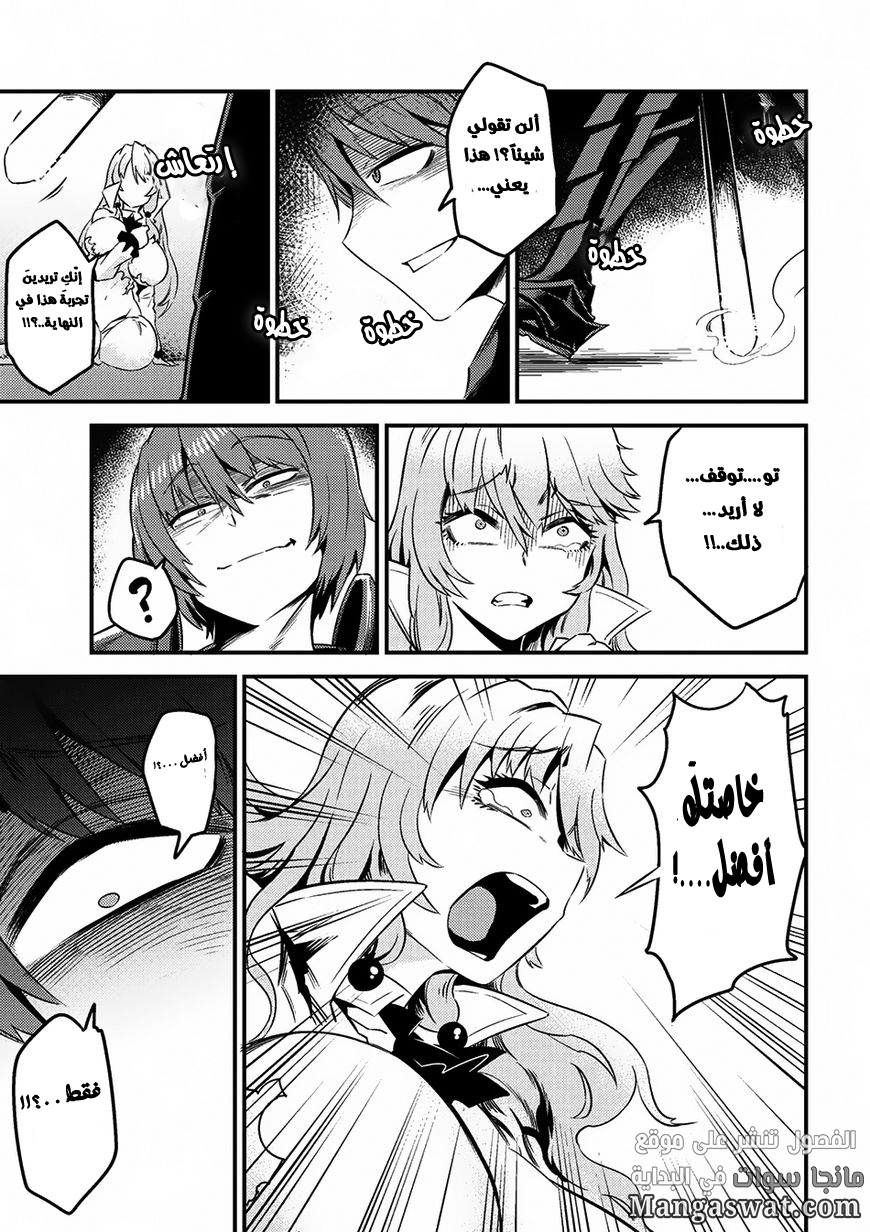 خطوة
خطوة
ألن تقولي
شيئاً؟! هذا
يعني...
خطوة
خطوة
إرتعاش
إنّكِ تريدينَ
تجربةَ هذا في
النهاية..؟!!
تو....توقف...
لا أريد...
ذلك..!!
?
خاصتكَ
أفضل....!
أفضل...؟!
فقط..؟!!
الفصول تنشر على موقع
مانجا سوات في البداية
Mangaswat.com